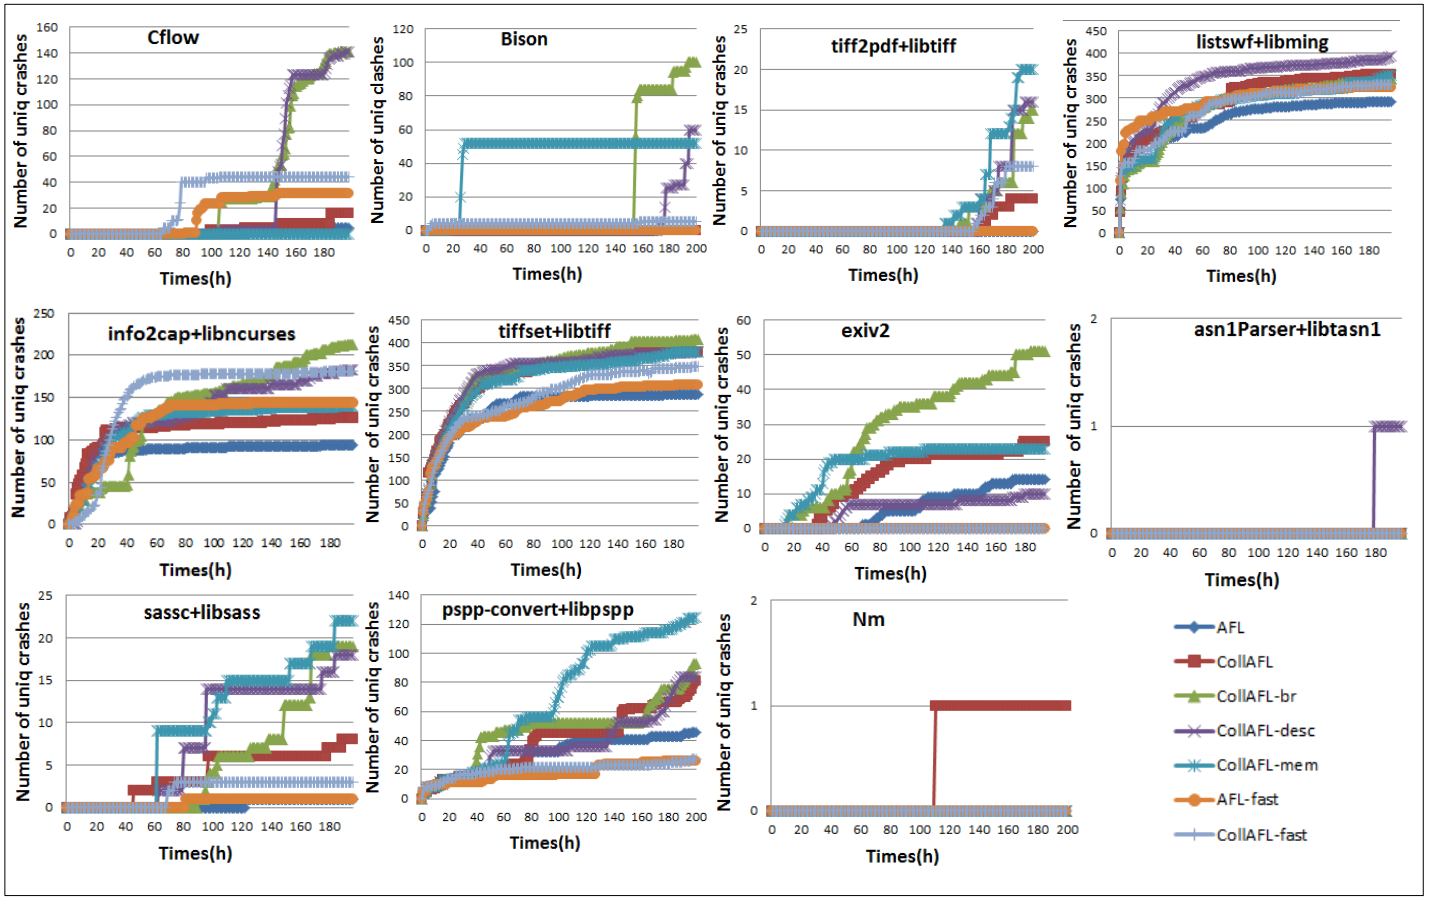 Cflow
Number of uniq crashes
160
140
120
100
80
60
40
20
0
0 20 40 60 80 100 120 140 160 180 200
Times(h)
Bison
Number of uniq clashes
120
100
80
60
40
20
0
0 20 40 60 80 100 120 140 160 180 200
Times(h)
tiff2pdf+libtiff
Number of uniq crashes
25
20
15
10
5
0
0 20 40 60 80 100 120 140 160 180 200
Times(h)
listswf+libming
Number of uniq crashes
450
400
350
300
250
200
150
100
50
0
0 20 40 60 80 100 120 140 160 180
Times(h)
info2cap+libncurses
Number of uniq crashes
250
200
150
100
50
0
0 20 40 60 80 100 120 140 160 180
Times(h)
tiffset+libtiff
Number of uniq crashes
450
400
350
300
250
200
150
100
50
0
0 20 40 60 80 100 120 140 160 180
Times(h)
exiv2
Number of uniq crashes
60
50
40
30
20
10
0
0 20 40 60 80 100 120 140 160 180
Times(h)
asn1Parser+libtasn1
Number of uniq crashes
2
1
0
0 20 40 60 80 100 120 140 160 180
Times(h)
sassc+libsass
Number of uniq crashes
25
20
15
10
5
0
0 20 40 60 80 100 120 140 160 180
Times(h)
pspp-convert+libpspp
Number of uniq crashes
140
120
100
80
60
40
20
0
0 20 40 60 80 100 120 140 160 180 200
Times(h)
Nm
Number of uniq crashes
2
1
0
0 20 40 60 80 100 120 140 160 180 200
Times(h)
AFL
CollAFL
CollAFL-br
CollAFL-desc
CollAFL-mem
AFL-fast
CollAFL-fast